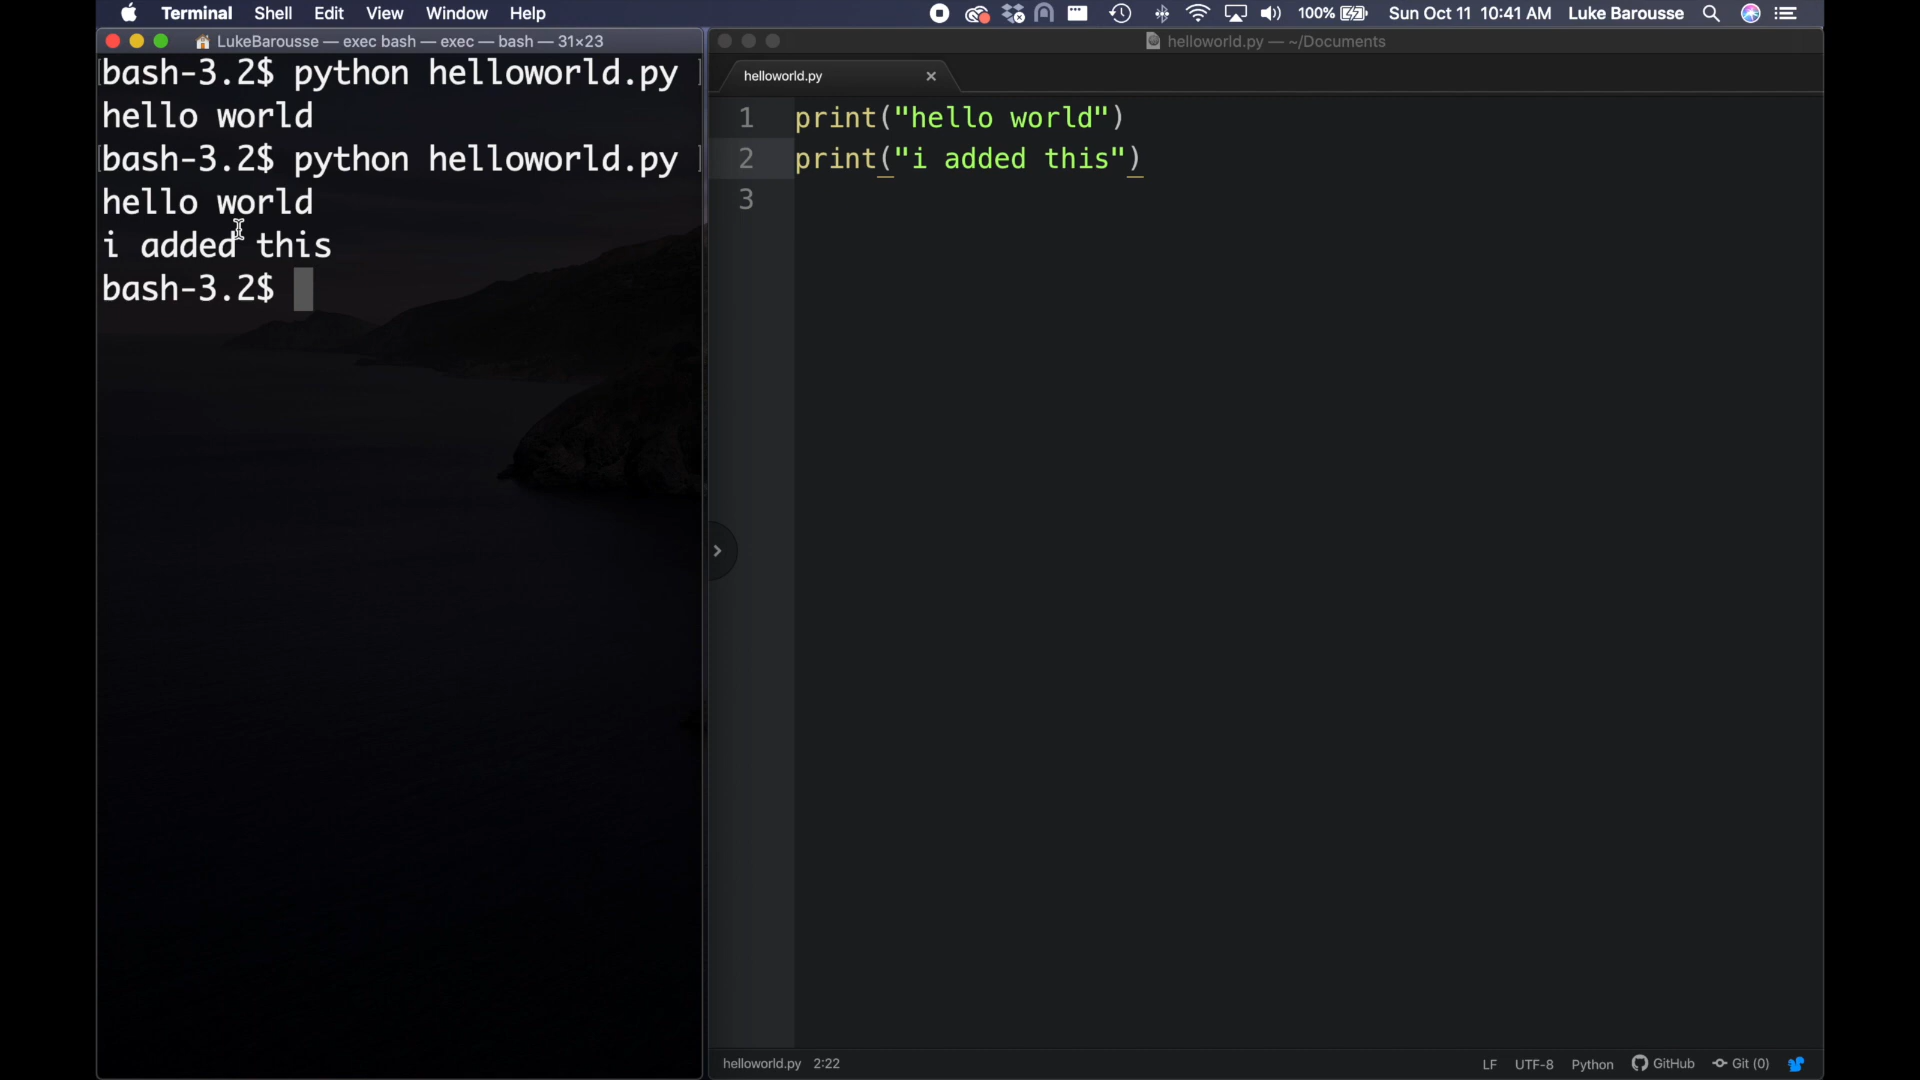 Terminal Shell Edit View Window Help 100% Sun Oct 11 10:41 AM Luke Barousse
LukeBarousse — exec bash — exec — bash — 31×23
bash-3.2$ python helloworld.py
hello world
bash-3.2$ python helloworld.py
hello world
i added this
bash-3.2$
helloworld.py — ~/Documents
helloworld.py
1 print("hello world")
2 print("i added this")
3
helloworld.py 2:22 LF UTF-8 Python GitHub Git (0)